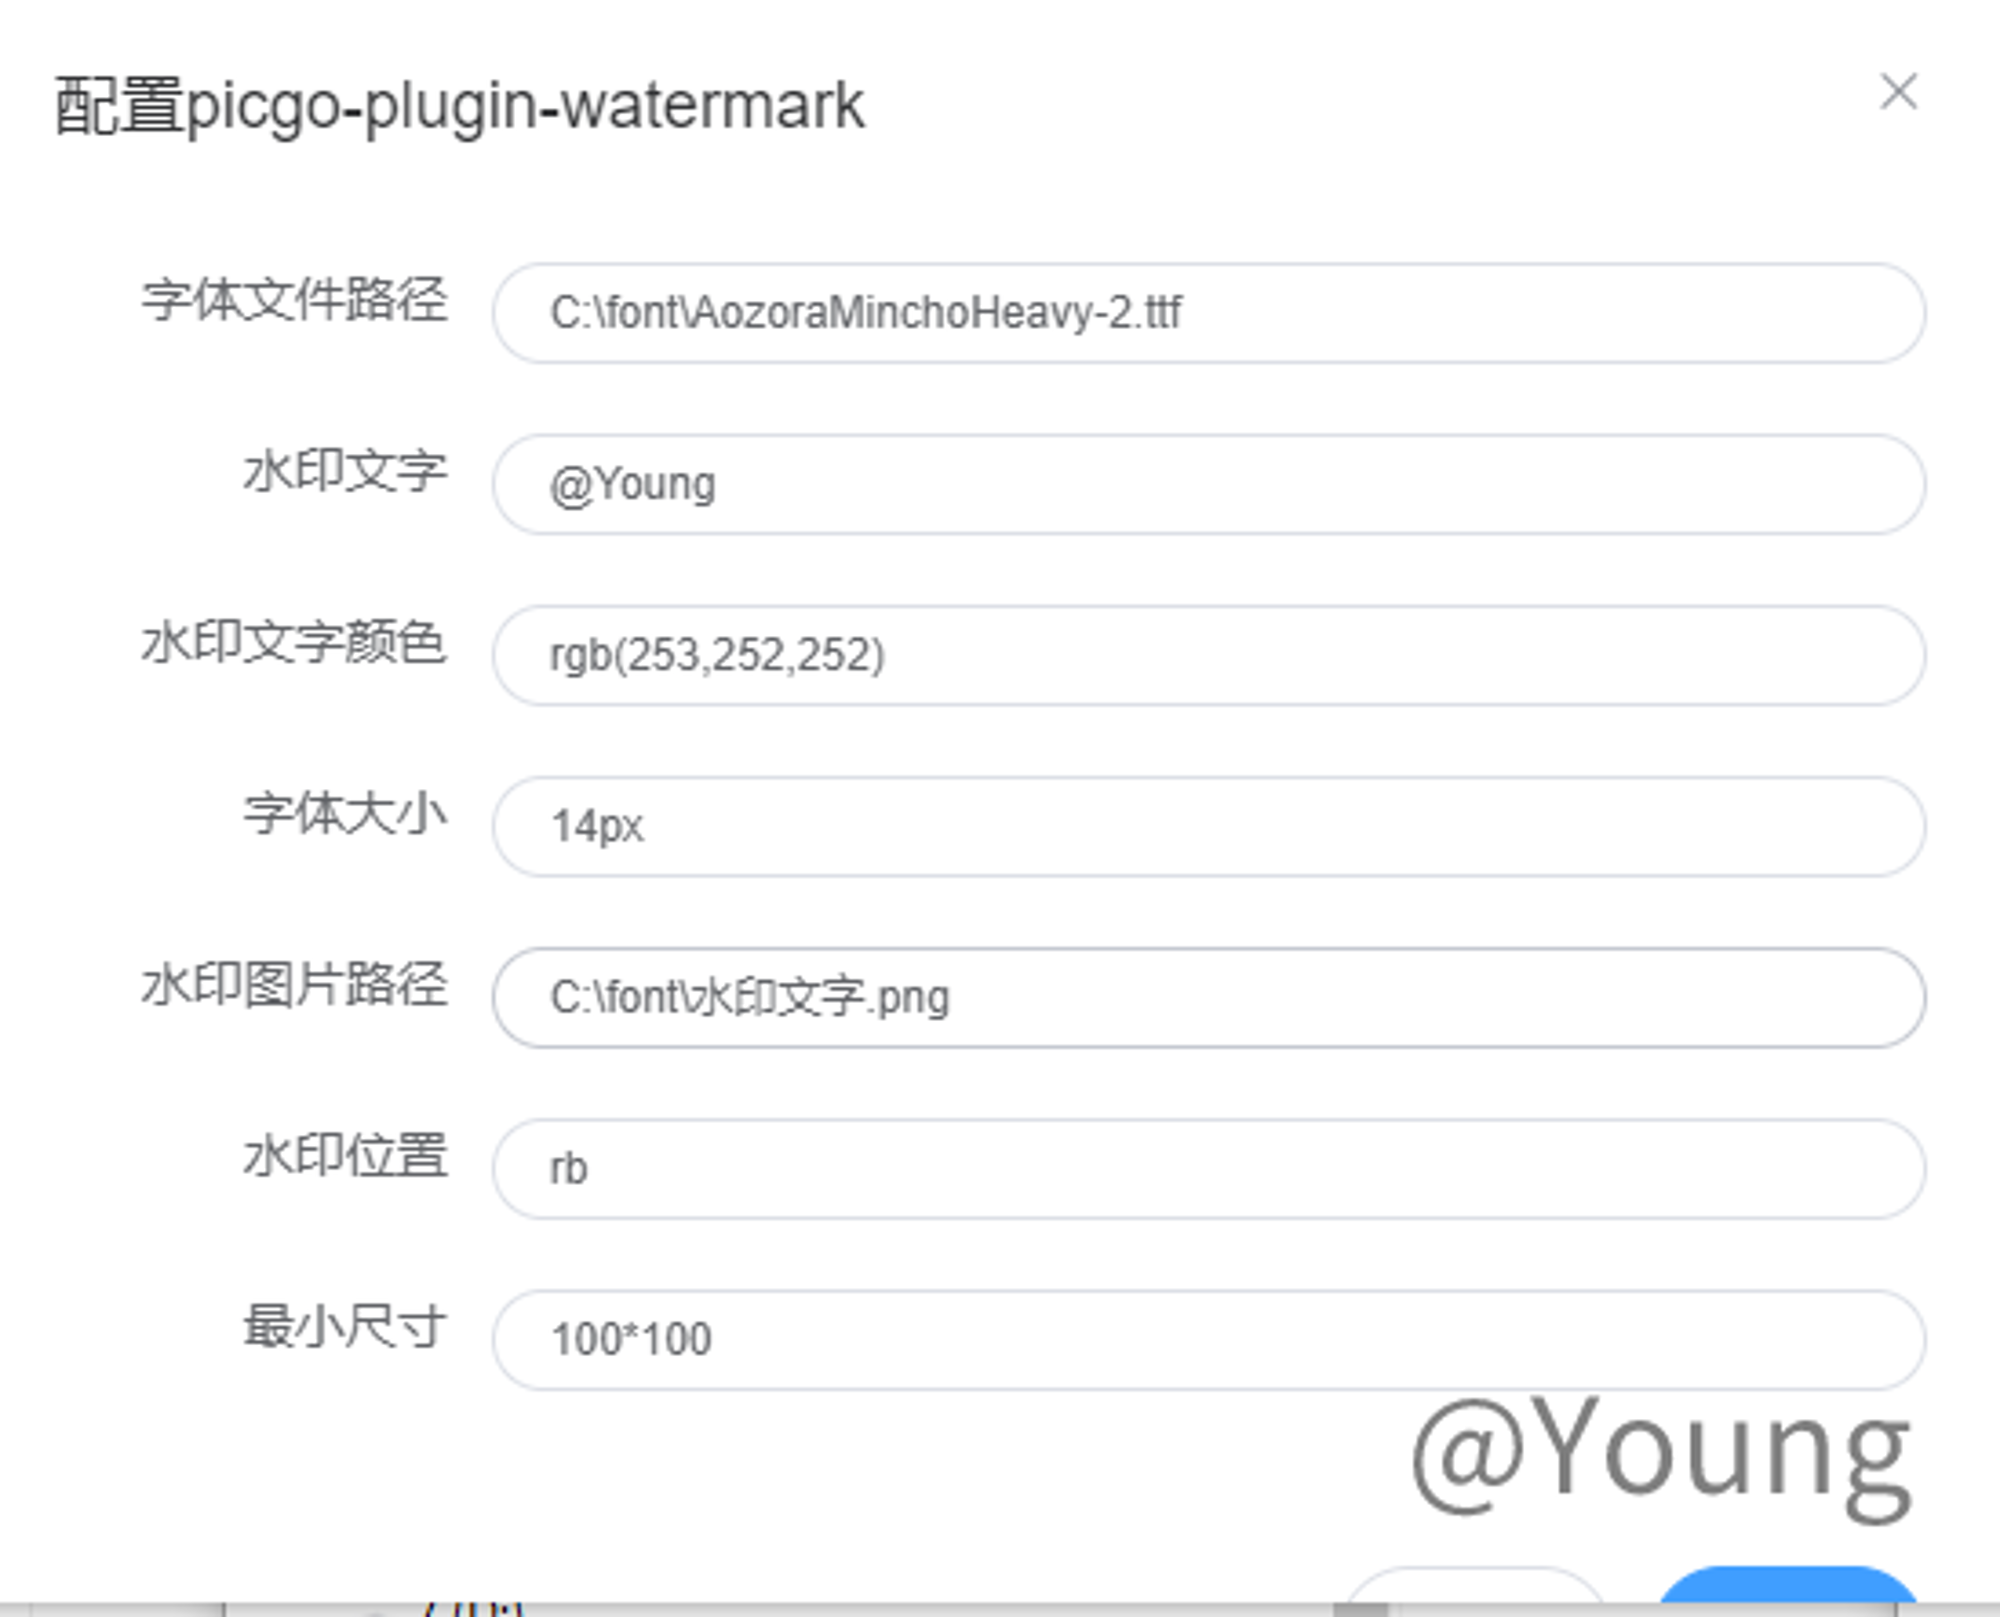 配置picgo-plugin-watermark
字体文件路径 C:\font\AozoraMinchoHeavy-2.ttf
水印文字 @Young
水印文字颜色 rgb(253,252,252)
字体大小 14px
水印图片路径 C:\font\水印文字.png
水印位置 rb
最小尺寸 100*100
@Young